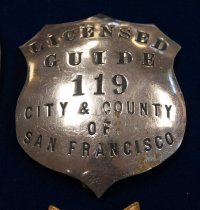 LICENSED
GUIDE
119
CITY & COUNTY
OF
SAN FRANCISCO